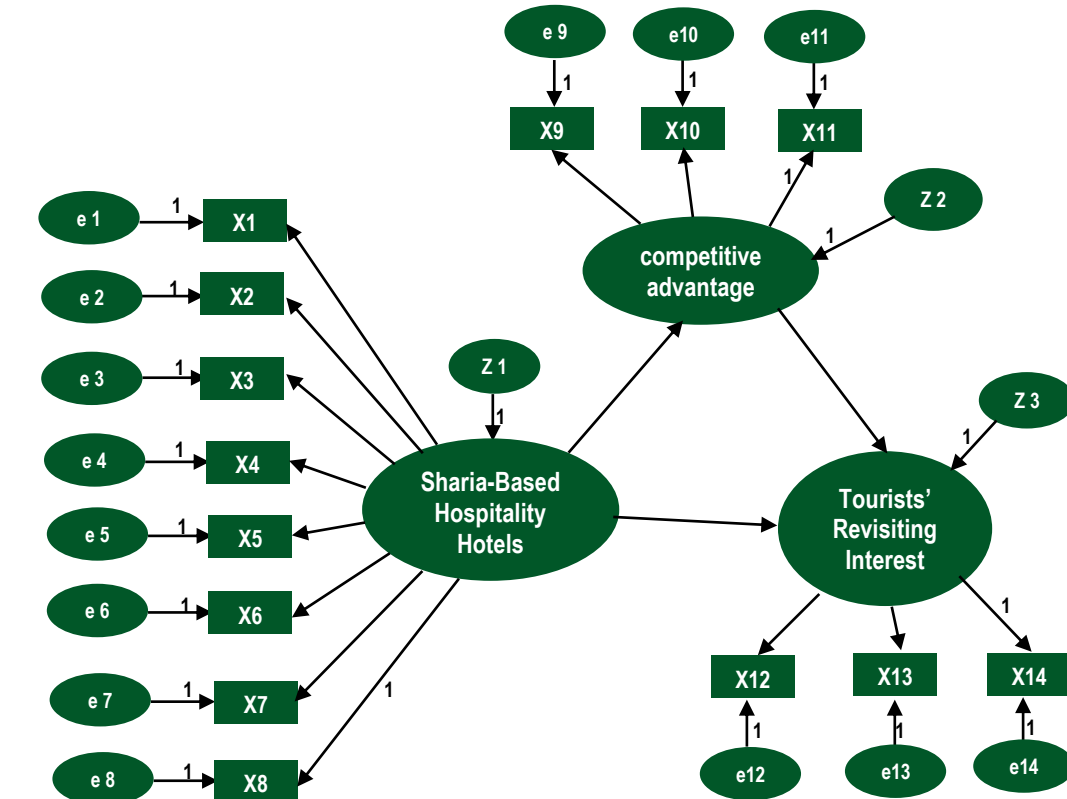 e 9
e10
e11
1
1
1
X9
X10
X11
1
e 1
1
X1
Z 2
1
competitive
advantage
e 2
1
X2
e 3
1
X3
Z 1
1
Z 3
1
e 4
1
X4
Sharia-Based
Hospitality
Hotels
Tourists’
Revisiting
Interest
e 5
1
X5
e 6
1
X6
1
e 7
1
X7
1
X12
X13
X14
1
1
1
e12
e13
e14
e 8
1
X8